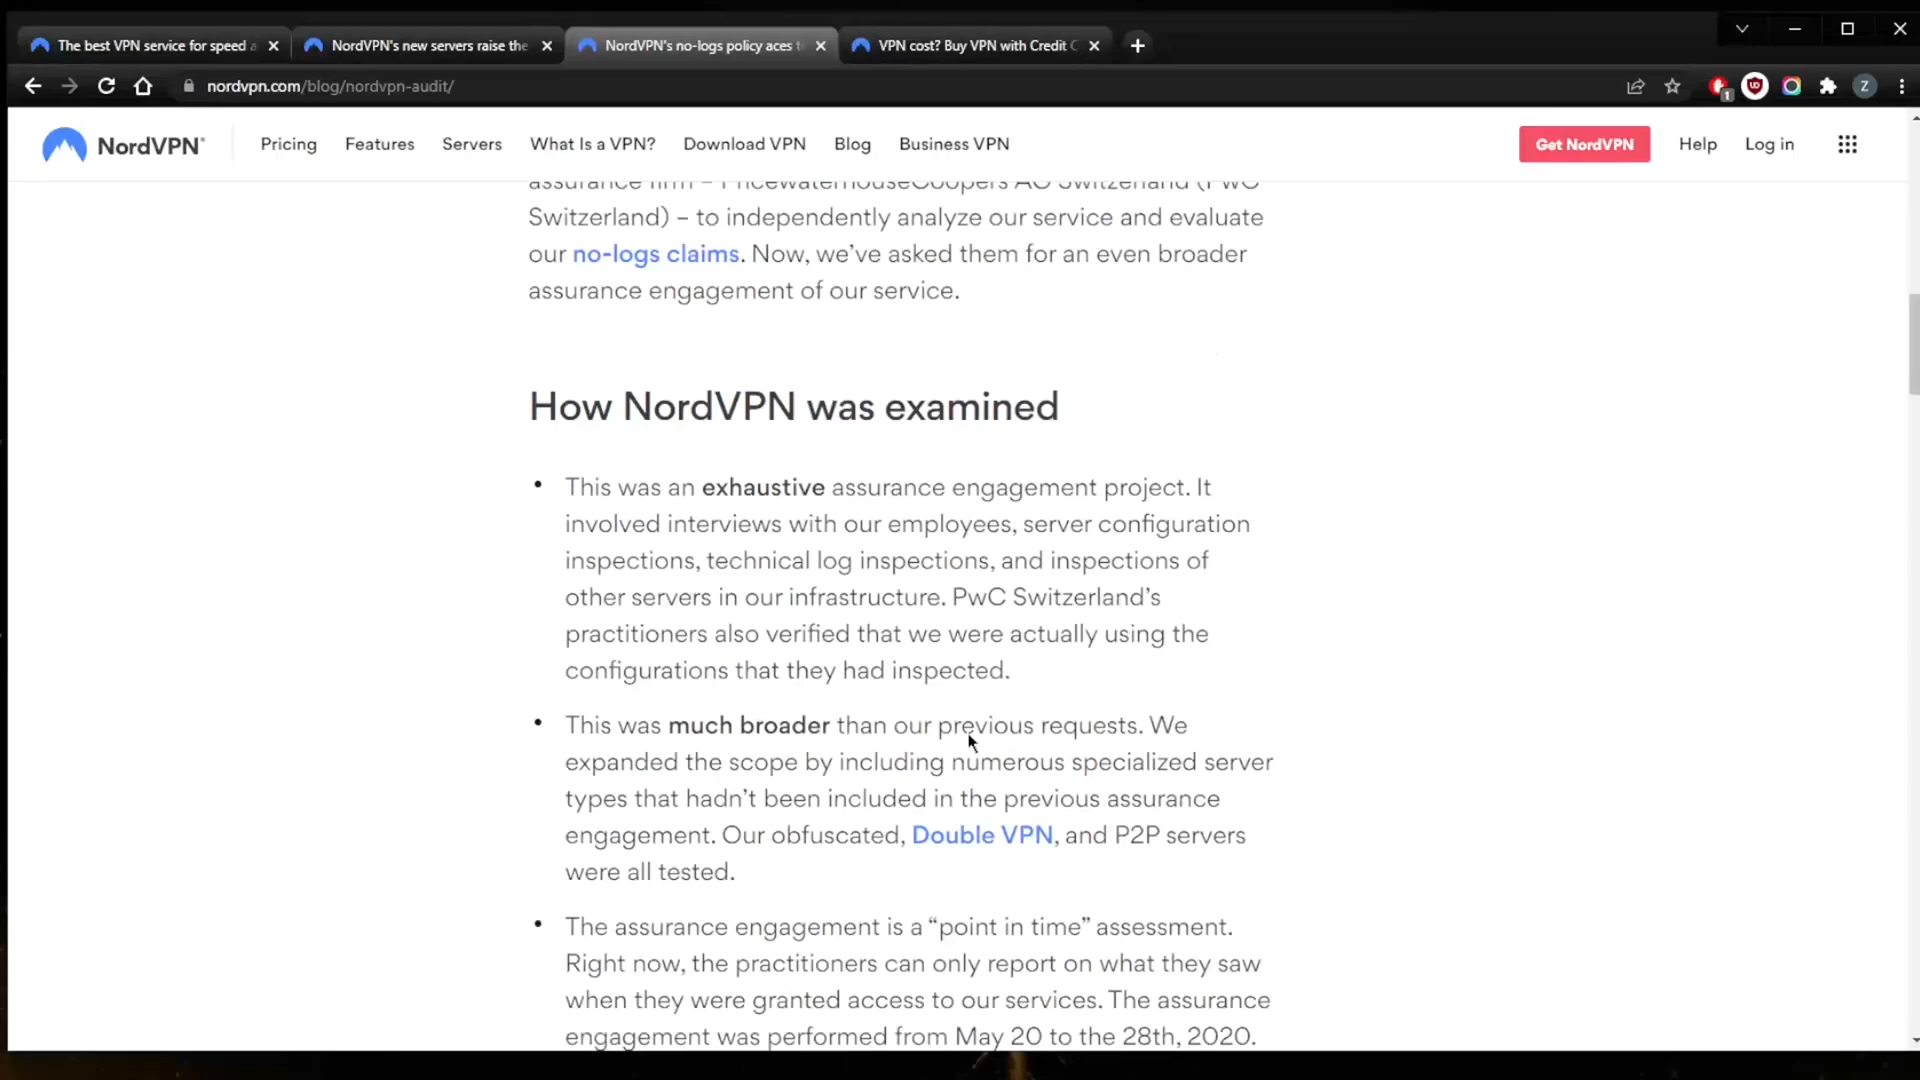 The best VPN service for speed a
NordVPN's new servers raise the
NordVPN's no-logs policy aces t
VPN cost? Buy VPN with Credit C
nordvpn.com/blog/nordvpn-audit/
1
Z
NordVPN®
Pricing
Features
Servers
What Is a VPN?
Download VPN
Blog
Business VPN
Get NordVPN
Help
Log in
assurance firm – PricewaterhouseCoopers AG Switzerland (PwC
Switzerland) – to independently analyze our service and evaluate
our no-logs claims. Now, we’ve asked them for an even broader
assurance engagement of our service.
How NordVPN was examined
• This was an exhaustive assurance engagement project. It
involved interviews with our employees, server configuration
inspections, technical log inspections, and inspections of
other servers in our infrastructure. PwC Switzerland’s
practitioners also verified that we were actually using the
configurations that they had inspected.
• This was much broader than our previous requests. We
expanded the scope by including numerous specialized server
types that hadn’t been included in the previous assurance
engagement. Our obfuscated, Double VPN, and P2P servers
were all tested.
• The assurance engagement is a “point in time” assessment.
Right now, the practitioners can only report on what they saw
when they were granted access to our services. The assurance
engagement was performed from May 20 to the 28th, 2020.